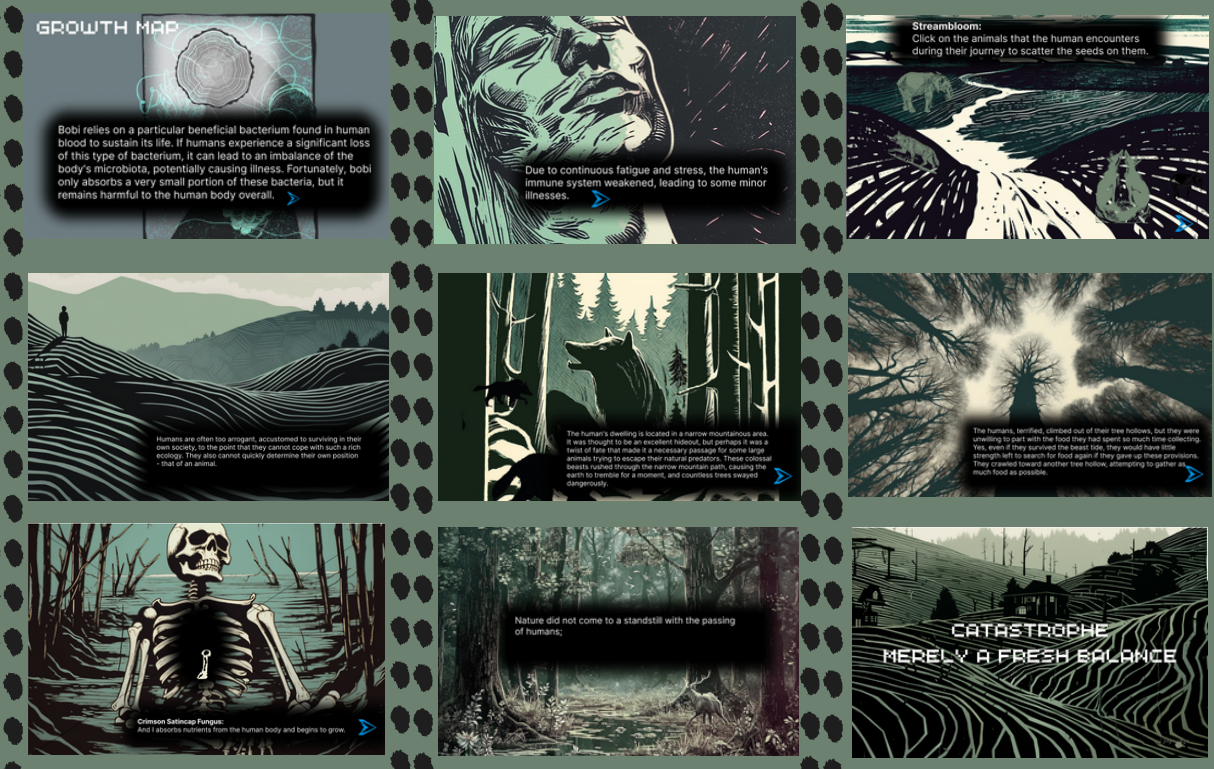 GROWTH MAP
Bobi relies on a particular beneficial bacterium found in human
blood to sustain its life. If humans experience a significant loss
of this type of bacterium, it can lead to an imbalance of the
body's microbiota, potentially causing illness. Fortunately, bobi
only absorbs a very small portion of these bacteria, but it
remains harmful to the human body overall.
Due to continuous fatigue and stress, the human's
immune system weakened, leading to some minor
illnesses.
Streambloom:
Click on the animals that the human encounters
during their journey to scatter the seeds on them.
Humans are often too arrogant, accustomed to surviving in their
own society, to the point that they cannot cope with such a rich
ecology. They also cannot quickly determine their own position
- that of an animal.
The human's dwelling is located in a narrow mountainous area.
It was thought to be an excellent hideout, but perhaps it was a
twist of fate that made it a necessary passage for some large
animals trying to escape their natural predators. These colossal
beasts rushed through the narrow mountain path, causing the
earth to tremble for a moment, and countless trees swayed
dangerously.
The humans, terrified, climbed out of their tree hollows, but they were
unwilling to part with the food they had spent so much time collecting.
Yes, even if they survived the beast tide, they would have little
strength left to search for food again if they gave up these provisions.
They crawled toward another tree hollow, attempting to gather as
much food as possible.
Crimson Satincap Fungus:
And I absorbs nutrients from the human body and begins to grow.
Nature did not come to a standstill with the passing
of humans;
CATASTROPHE
MERELY A FRESH BALANCE